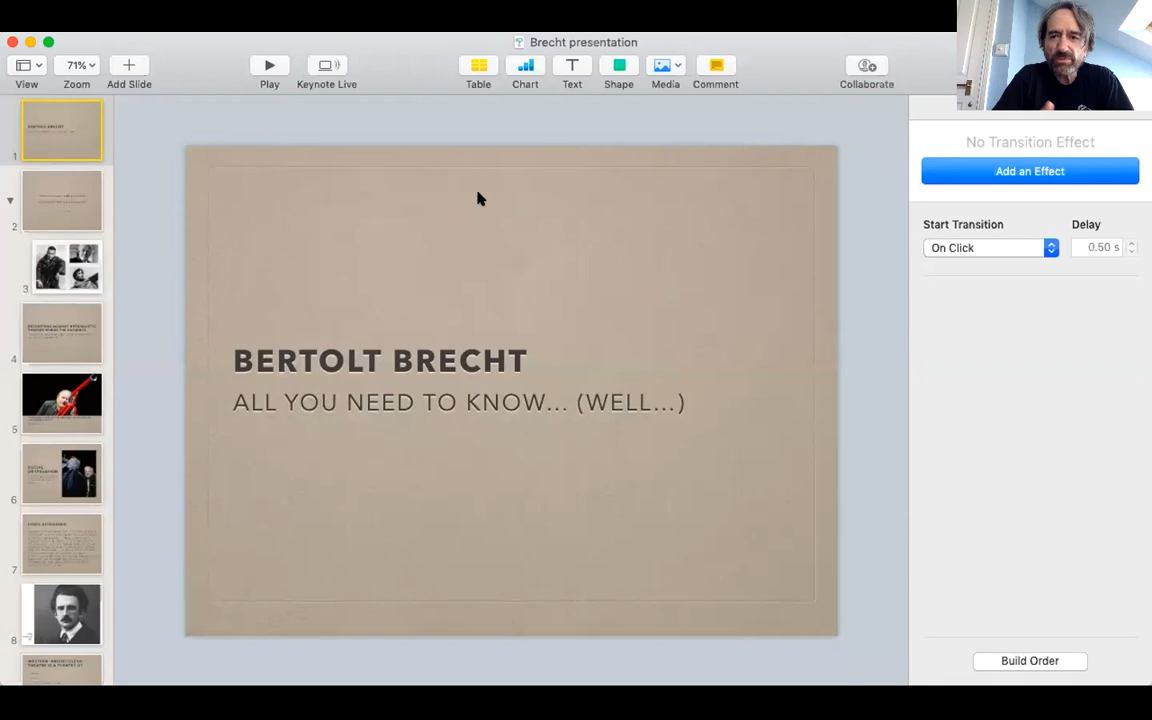 Brecht presentation
View
71%
Zoom
Add Slide
Play
Keynote Live
Table
Chart
Text
Shape
Media
Comment
Collaborate
No Transition Effect
Add an Effect
Start Transition
Delay
On Click
0.50 s
Build Order
BERTOLT BRECHT
ALL YOU NEED TO KNOW... (WELL...)
1
BERTOLT BRECHT
2
3
4
5
6
7
8